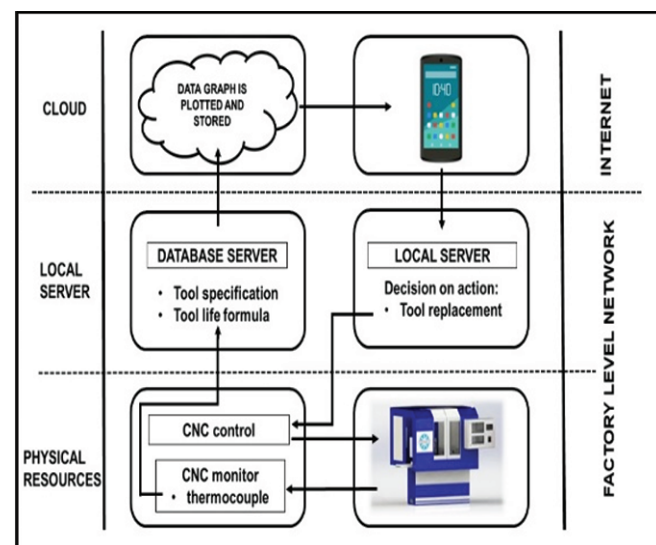 CLOUD
DATA GRAPH IS
PLOTTED AND
STORED
1040
INTERNET
LOCAL
SERVER
DATABASE SERVER
• Tool specification
• Tool life formula
LOCAL SERVER
Decision on action:
• Tool replacement
FACTORY LEVEL NETWORK
PHYSICAL
RESOURCES
CNC control
CNC monitor
• thermocouple